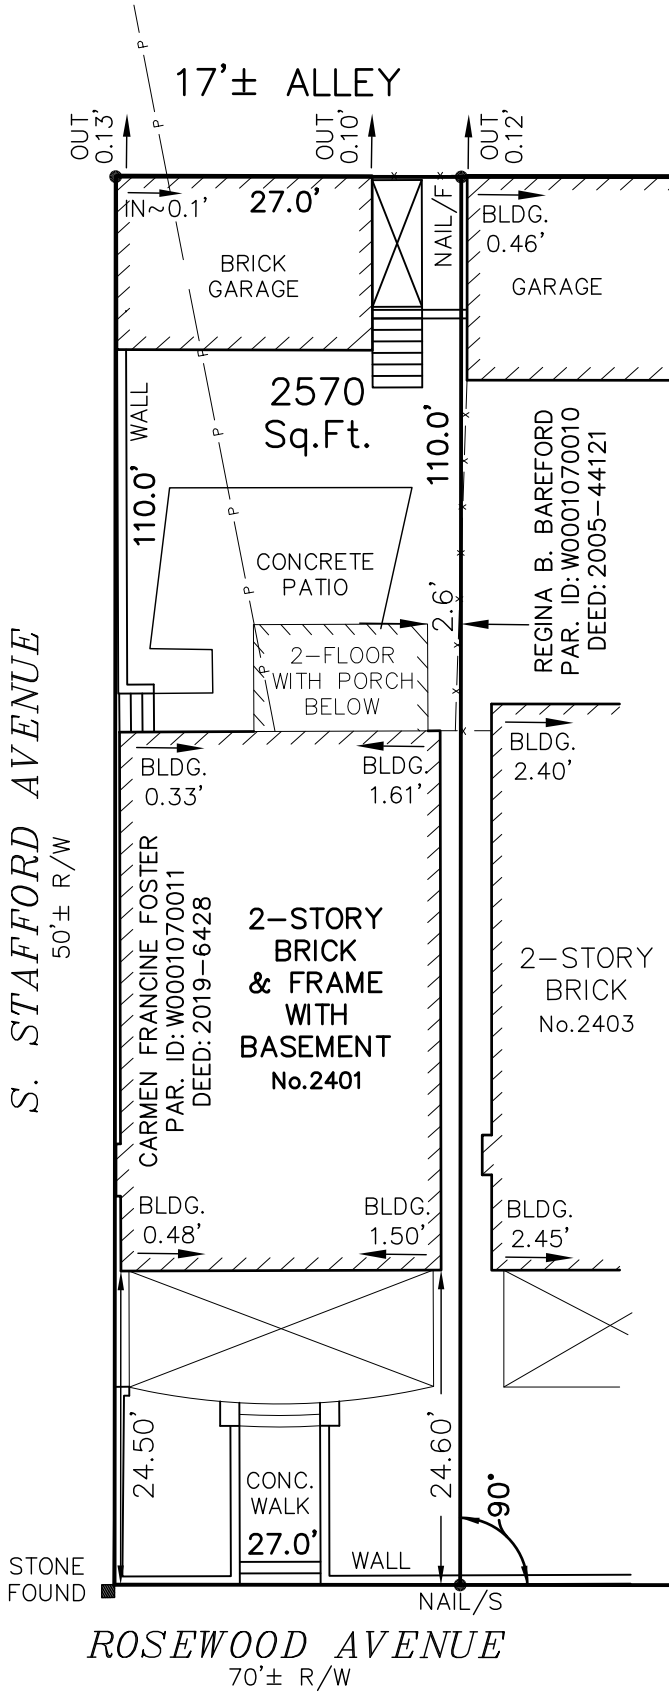 17'± ALLEY
OUT
0.13'
OUT
0.10'
OUT
0.12'
P
P
IN~0.1'
27.0'
NAIL/F
BLDG.
0.46'
BRICK
GARAGE
GARAGE
WALL
2570
Sq.Ft.
110.0'
110.0'
P
P
CONCRETE
PATIO
P
2.6'
REGINA B. BAREFORD
PAR. ID: W0001070010
DEED: 2005-44121
2-FLOOR
WITH PORCH
BELOW
P
BLDG.
0.33'
BLDG.
1.61'
BLDG.
2.40'
S. STAFFORD AVENUE
50'± R/W
CARMEN FRANCINE FOSTER
PAR. ID: W0001070011
DEED: 2019-6428
2-STORY
BRICK
& FRAME
WITH
BASEMENT
No.2401
2-STORY
BRICK
No.2403
BLDG.
0.48'
BLDG.
1.50'
BLDG.
2.45'
24.50'
24.60'
CONC.
WALK
27.0'
90°
WALL
STONE
FOUND
NAIL/S
ROSEWOOD AVENUE
70'± R/W